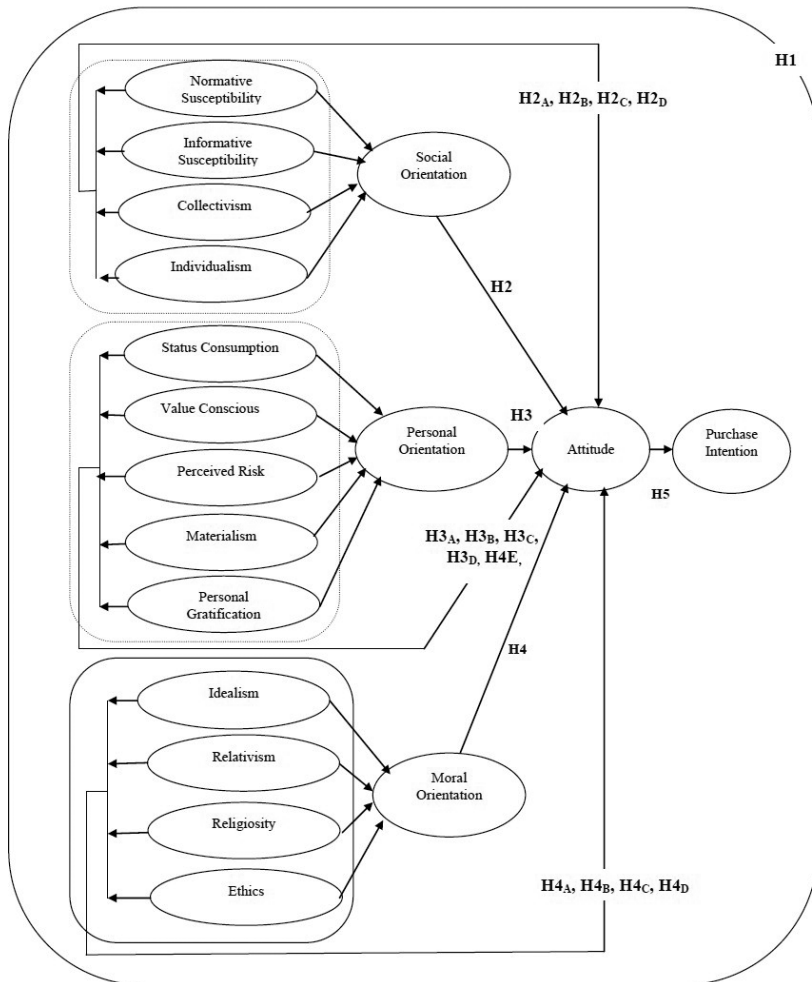 H1
H2A, H2B, H2C, H2D
Normative
Susceptibility
Informative
Susceptibility
Collectivism
Individualism
Social
Orientation
H2
Status Consumption
Value Conscious
Perceived Risk
Materialism
Personal
Gratification
Personal
Orientation
H3
Attitude
Purchase
Intention
H5
H3A, H3B, H3C,
H3D, H4E,
H4
Idealism
Relativism
Religiosity
Ethics
Moral
Orientation
H4A, H4B, H4C, H4D